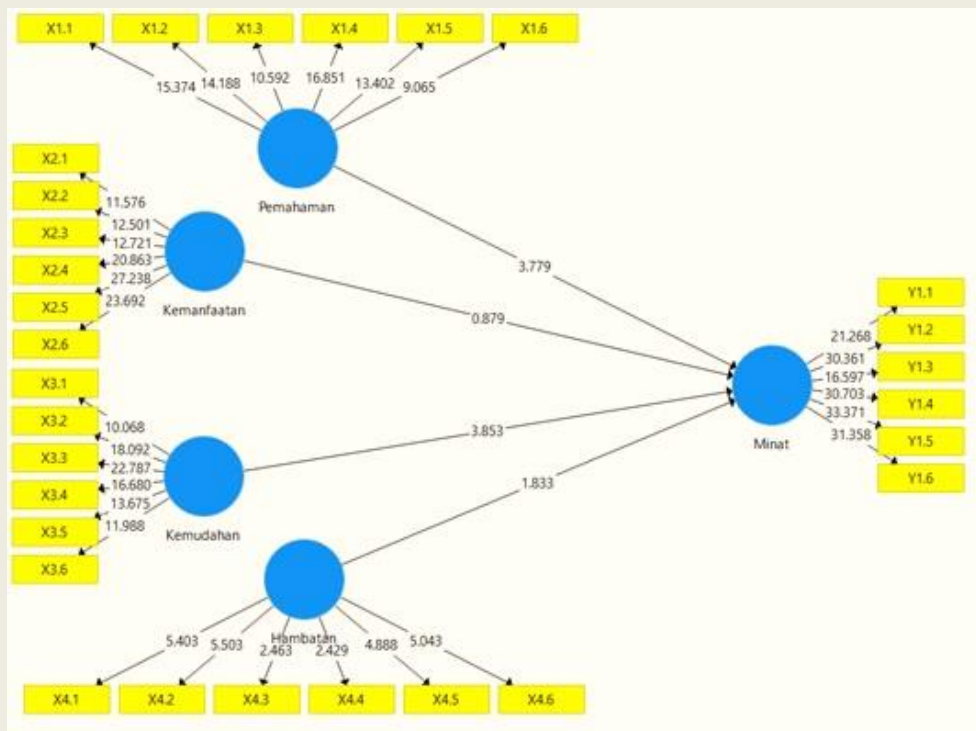 X1.1
X1.2
X1.3
X1.4
X1.5
X1.6
15.374
14.188
10.592
16.851
13.402
9.065
Pemahaman
X2.1
X2.2
X2.3
X2.4
X2.5
X2.6
11.576
12.501
12.721
20.863
27.238
23.692
Kemanfaatan
X3.1
X3.2
X3.3
X3.4
X3.5
X3.6
10.068
18.092
22.787
16.680
13.675
11.988
Kemudahan
Hambatan
5.403
5.503
2.463
2.429
4.888
5.043
X4.1
X4.2
X4.3
X4.4
X4.5
X4.6
3.779
0.879
3.853
1.833
Minat
21.268
30.361
16.597
30.703
33.371
31.358
Y1.1
Y1.2
Y1.3
Y1.4
Y1.5
Y1.6